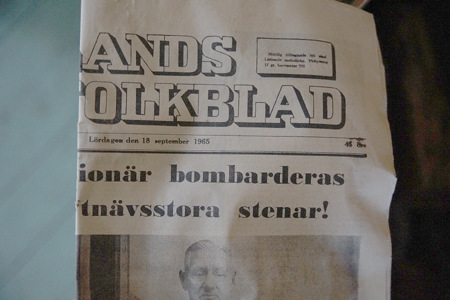 ANDS
OLKBLAD
Lördagen den 18 september 1965
ionär bombarderas
tnävsstora stenar!